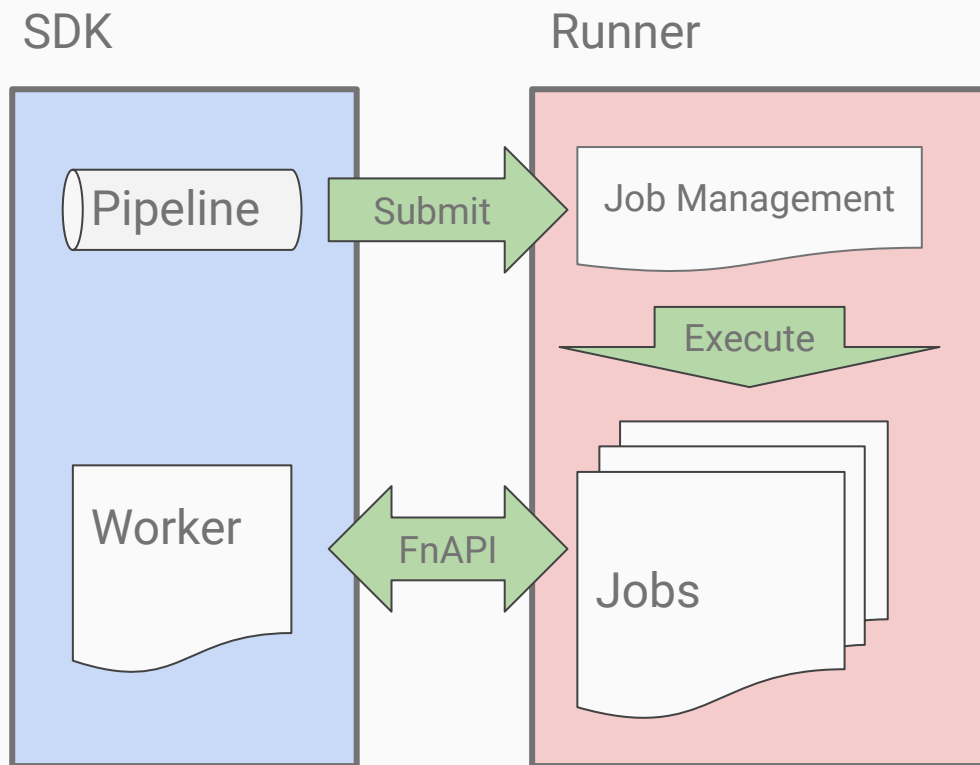 SDK
Runner
Pipeline
Submit
Job Management
Execute
Worker
FnAPI
Jobs